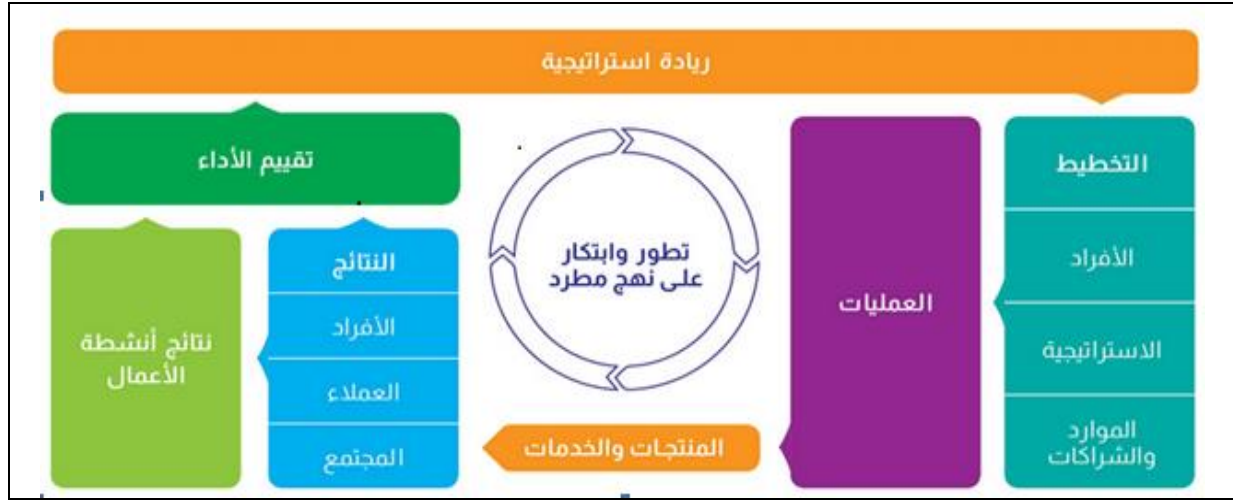 ريادة استراتيجية
التخطيط
الأفراد
الاستراتيجية
الموارد
والشراكات
العمليات
تطور وابتكار
على نهج مطرد
المنتجات والخدمات
تقييم الأداء
النتائج
الأفراد
العملاء
المجتمع
نتائج أنشطة
الأعمال